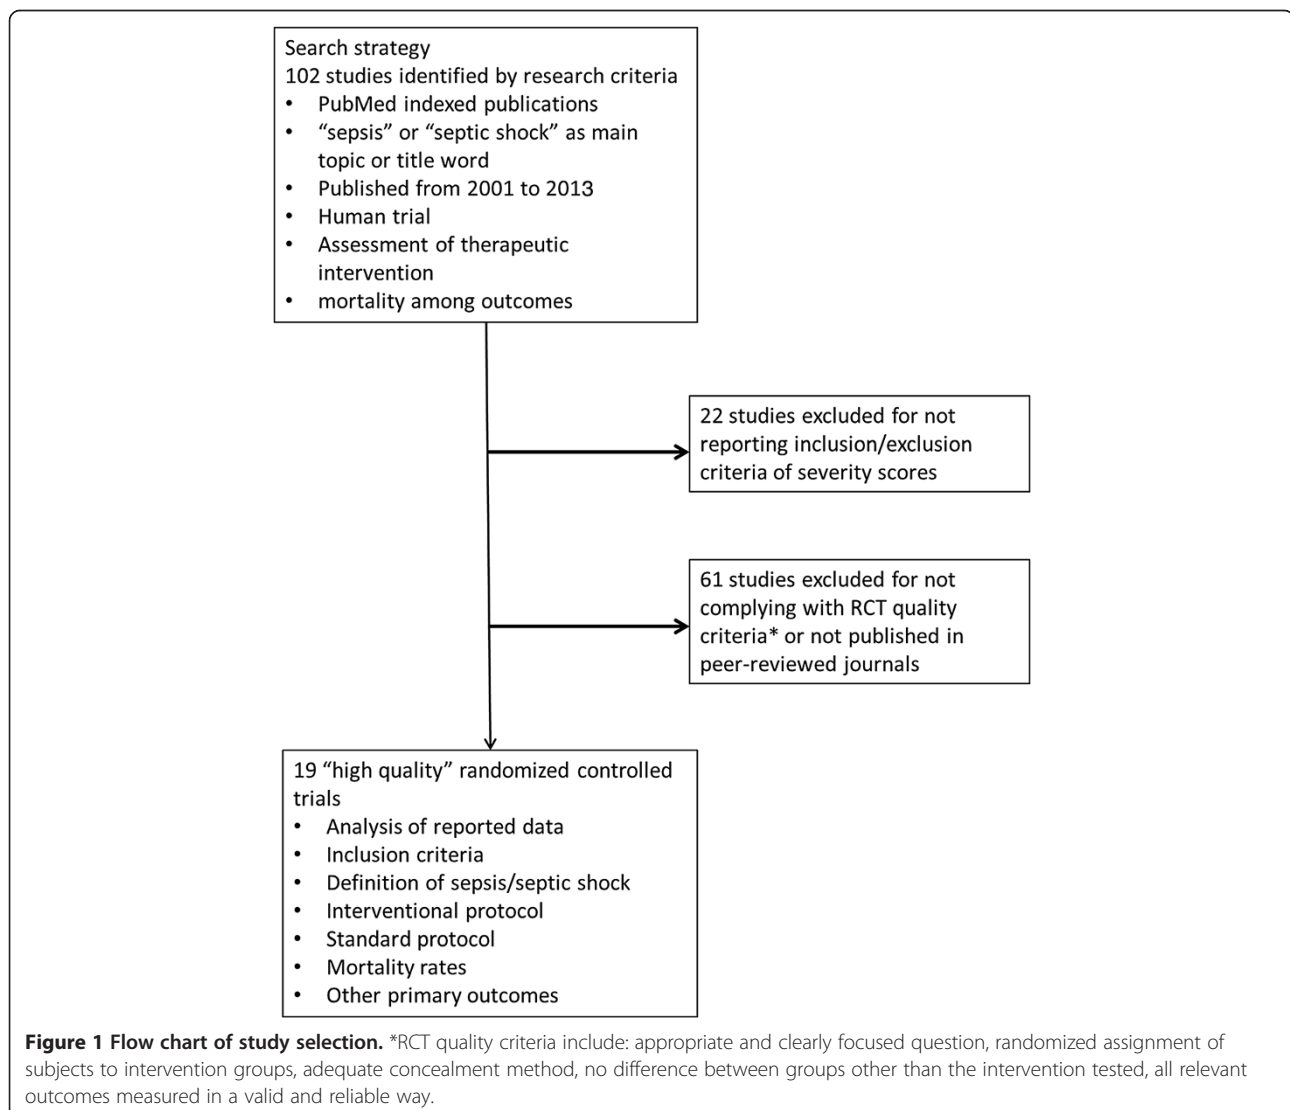 Search strategy
102 studies identified by research criteria
• PubMed indexed publications
• “sepsis” or “septic shock” as main
topic or title word
• Published from 2001 to 2013
• Human trial
• Assessment of therapeutic
intervention
• mortality among outcomes
22 studies excluded for not
reporting inclusion/exclusion
criteria of severity scores
61 studies excluded for not
complying with RCT quality
criteria* or not published in
peer-reviewed journals
19 “high quality” randomized controlled
trials
• Analysis of reported data
• Inclusion criteria
• Definition of sepsis/septic shock
• Interventional protocol
• Standard protocol
• Mortality rates
• Other primary outcomes
Figure 1 Flow chart of study selection. *RCT quality criteria include: appropriate and clearly focused question, randomized assignment of
subjects to intervention groups, adequate concealment method, no difference between groups other than the intervention tested, all relevant
outcomes measured in a valid and reliable way.